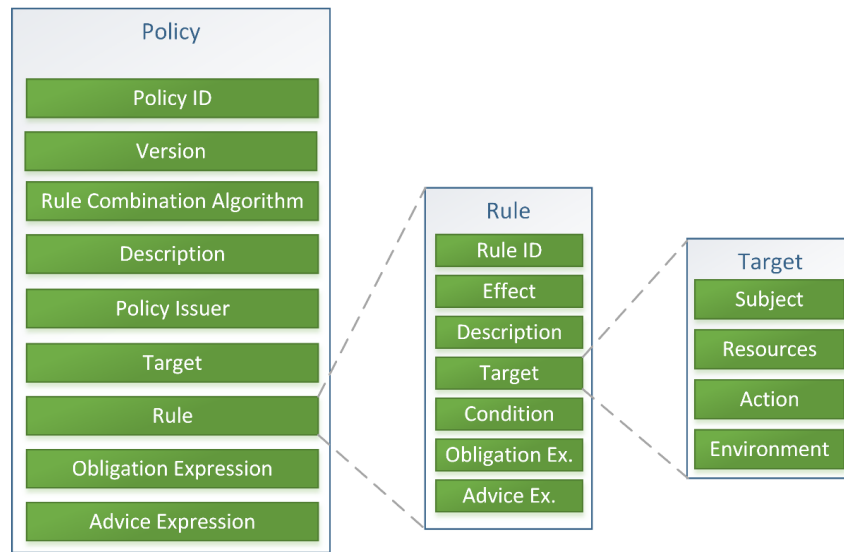 Policy
Policy ID
Version
Rule Combination Algorithm
Description
Policy Issuer
Target
Rule
Obligation Expression
Advice Expression
Rule
Rule ID
Effect
Description
Target
Condition
Obligation Ex.
Advice Ex.
Target
Subject
Resources
Action
Environment